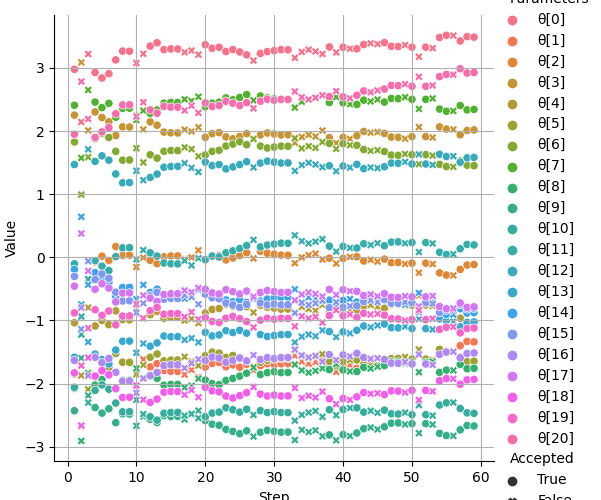 Parameters
θ[0]
θ[1]
θ[2]
θ[3]
θ[4]
θ[5]
θ[6]
θ[7]
θ[8]
θ[9]
θ[10]
θ[11]
θ[12]
θ[13]
θ[14]
θ[15]
θ[16]
θ[17]
θ[18]
θ[19]
θ[20]
Accepted
True
False
Value
3
2
1
0
−1
−2
−3
0
10
20
30
40
50
60
Step